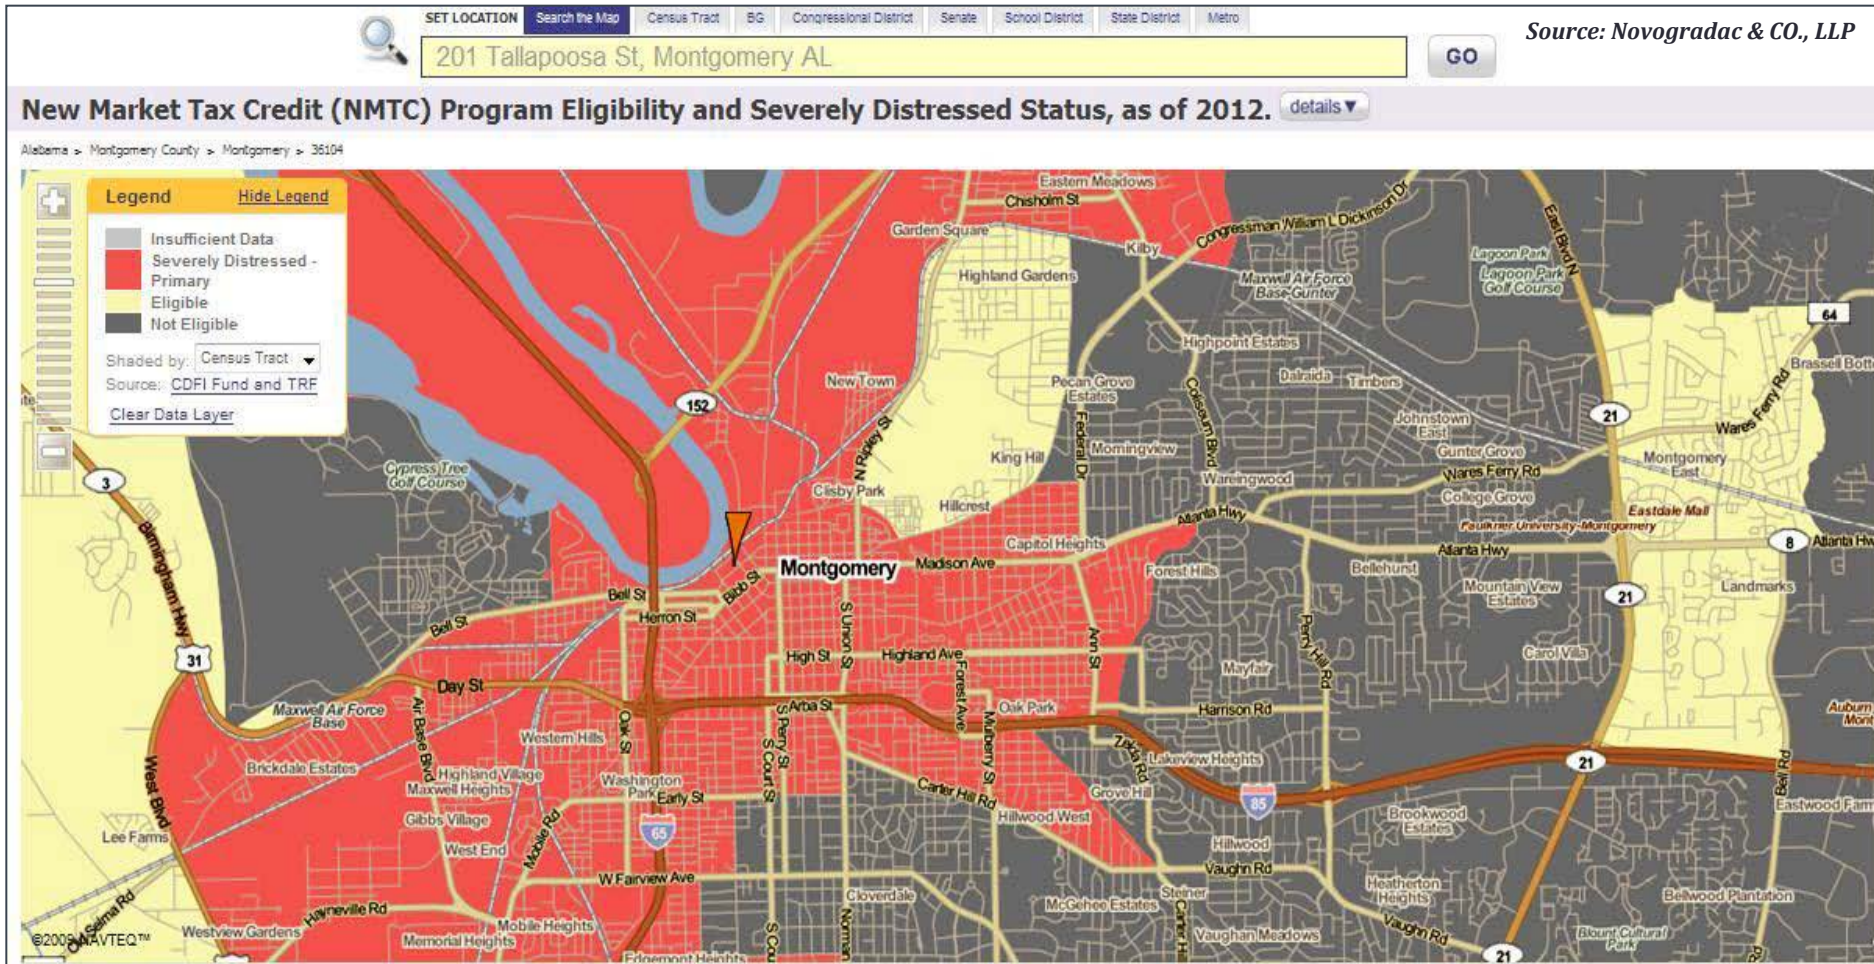 SET LOCATION Search the Map Census Tract BG Congressional District Senate School District State District Metro
Source: Novogradac & CO., LLP
201 Tallapoosa St, Montgomery AL
GO
New Market Tax Credit (NMTC) Program Eligibility and Severely Distressed Status, as of 2012. details ▼
Alabama > Montgomery County > Montgomery > 36104
Legend Hide Legend
Insufficient Data
Severely Distressed -
Primary
Eligible
Not Eligible
Shaded by: Census Tract
Source: CDFI Fund and TRF
Clear Data Layer
Eastern Meadows
Chisholm St
Garden Square
Kilby
Congressman William L Dickinson Dr
East Blvd N
Lagoon Park
Lagoon Park
Golf Course
Highland Gardens
Maxwell Air Force
Base-Gunter
64
Highpoint Estates
Brassell Bott
New Town
Pecan Grove
Estates
Dalraida
Timbers
152
N Ripley St
Federal Dr
Coliseum Blvd
Johnstown
East
21
Wares Ferry Rd
Cypress Tree
Golf Course
King Hill
Morningview
Gunter Grove
Montgomery
East
3
Wareingwood
Wares Ferry Rd
Clisby Park
Hillcrest
College Grove
Atlanta Hwy
Eastdale Mall
Faulkner University-Montgomery
Birmingham Hwy
Capitol Heights
Atlanta Hwy
8
Atlanta Hw
Montgomery
Madison Ave
Forest Hills
Bellehurst
Mountain View
Estates
Landmarks
Bell St
Bibb St
21
Herron St
Bell St
S Union St
Ann St
Perry Hill Rd
31
High St
Highland Ave
Forest Ave
Mayfair
Carol Villa
Day St
Maxwell Air Force
Base
Air Base Blvd
Oak St
S Perry St
Arba St
Mulberry St
Oak Park
Harrison Rd
Auburn
Mont
Western Hills
S Court St
Zelda Rd
Lakeview Heights
21
Bell Rd
Brickdale Estates
Highland Village
Maxwell Heights
Washington
Park
Early St
Carter Hill Rd
Grove Hill
85
Eastwood Farm
West Blvd
Gibbs Village
Hillwood West
Brookwood
Estates
Lee Farms
West End
Mobile Rd
65
Hillwood
Vaughn Rd
W Fairview Ave
Cloverdale
Steiner
Heatherton
Heights
Bellwood Plantation
Old Selma Rd
Hayneville Rd
McGehee Estates
Carter H
Westview Gardens
Mobile Heights
S Cou
Norman
Vaughan Meadows
Vaughn Rd
Blount Cultural
Park
Rd
©2009 NAVTEQ™
Memorial Heights
Edgemont Heights
21